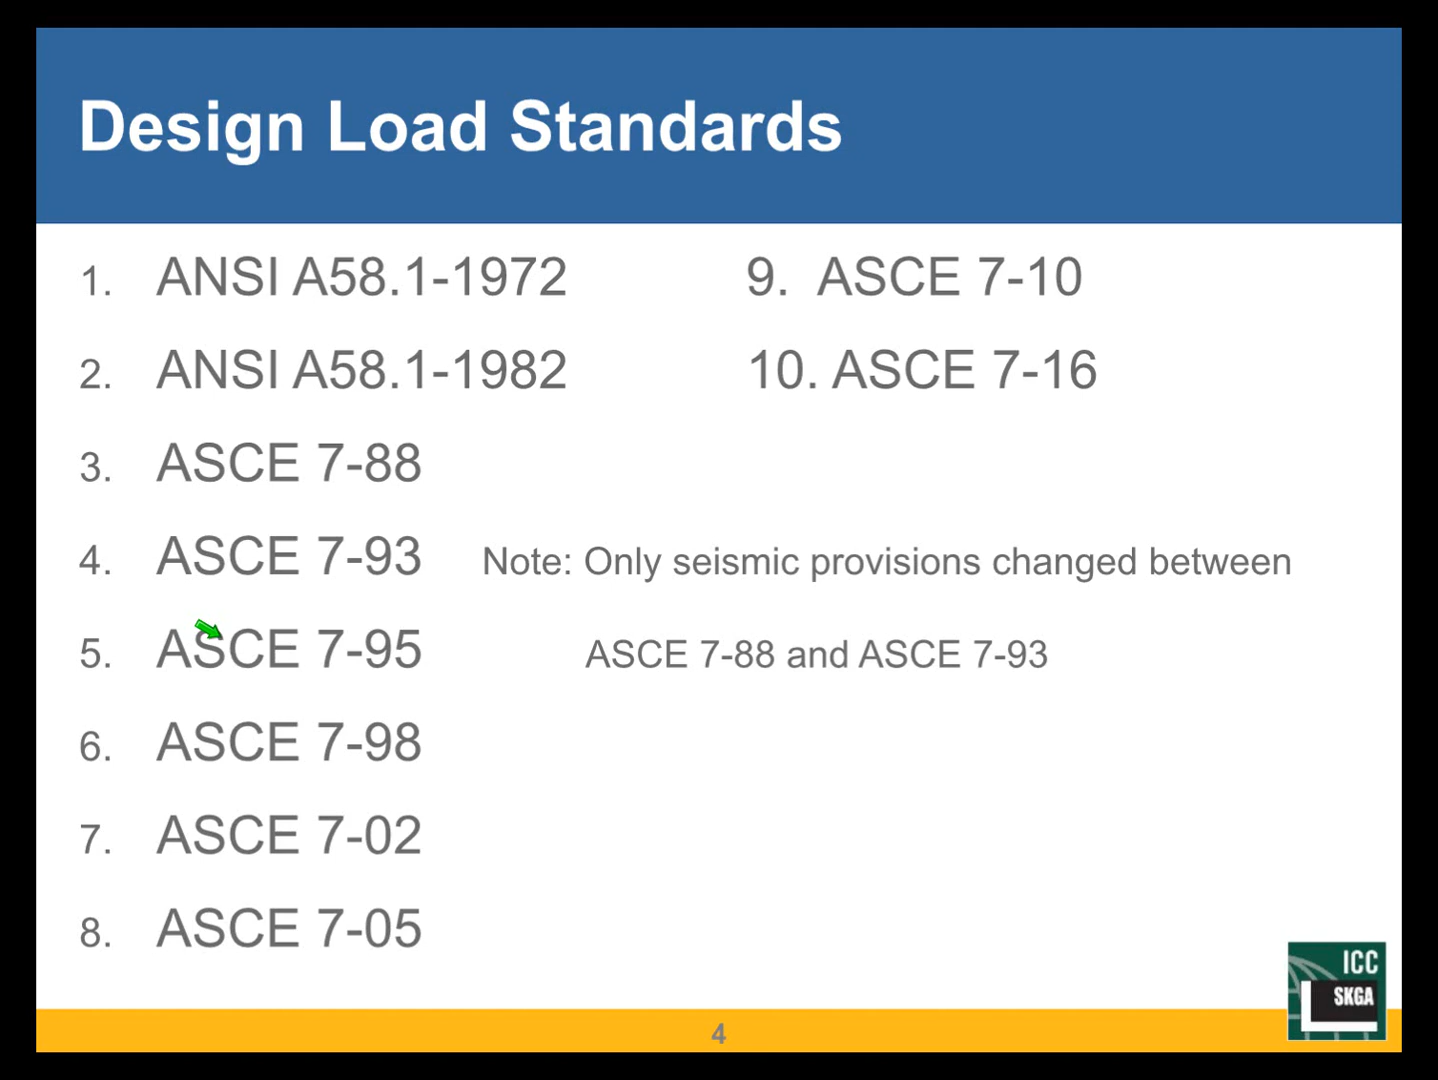 Design Load Standards
1. ANSI A58.1-1972
2. ANSI A58.1-1982
3. ASCE 7-88
4. ASCE 7-93 Note: Only seismic provisions changed between
5. ASCE 7-95 ASCE 7-88 and ASCE 7-93
6. ASCE 7-98
7. ASCE 7-02
8. ASCE 7-05
9. ASCE 7-10
10. ASCE 7-16
ICC
SKGA
4